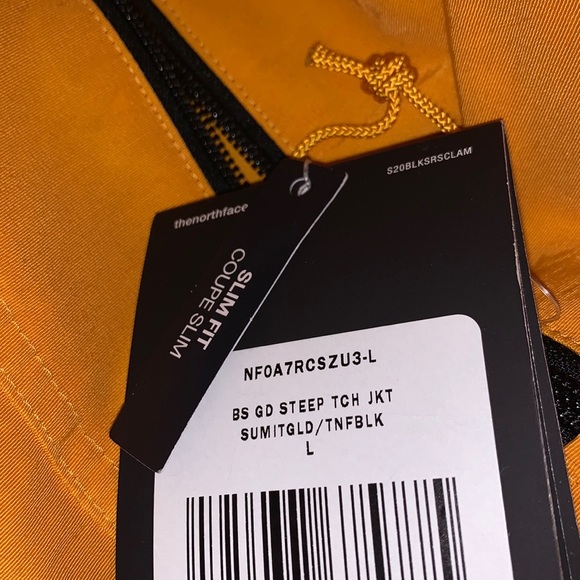 S20BLKSRSCLAM
thenorthface
SLIM FIT
COUPE SLIM
NF0A7RCSZU3-L
BS GD STEEP TCH JKT
SUMITGLD/TNFBLK
L